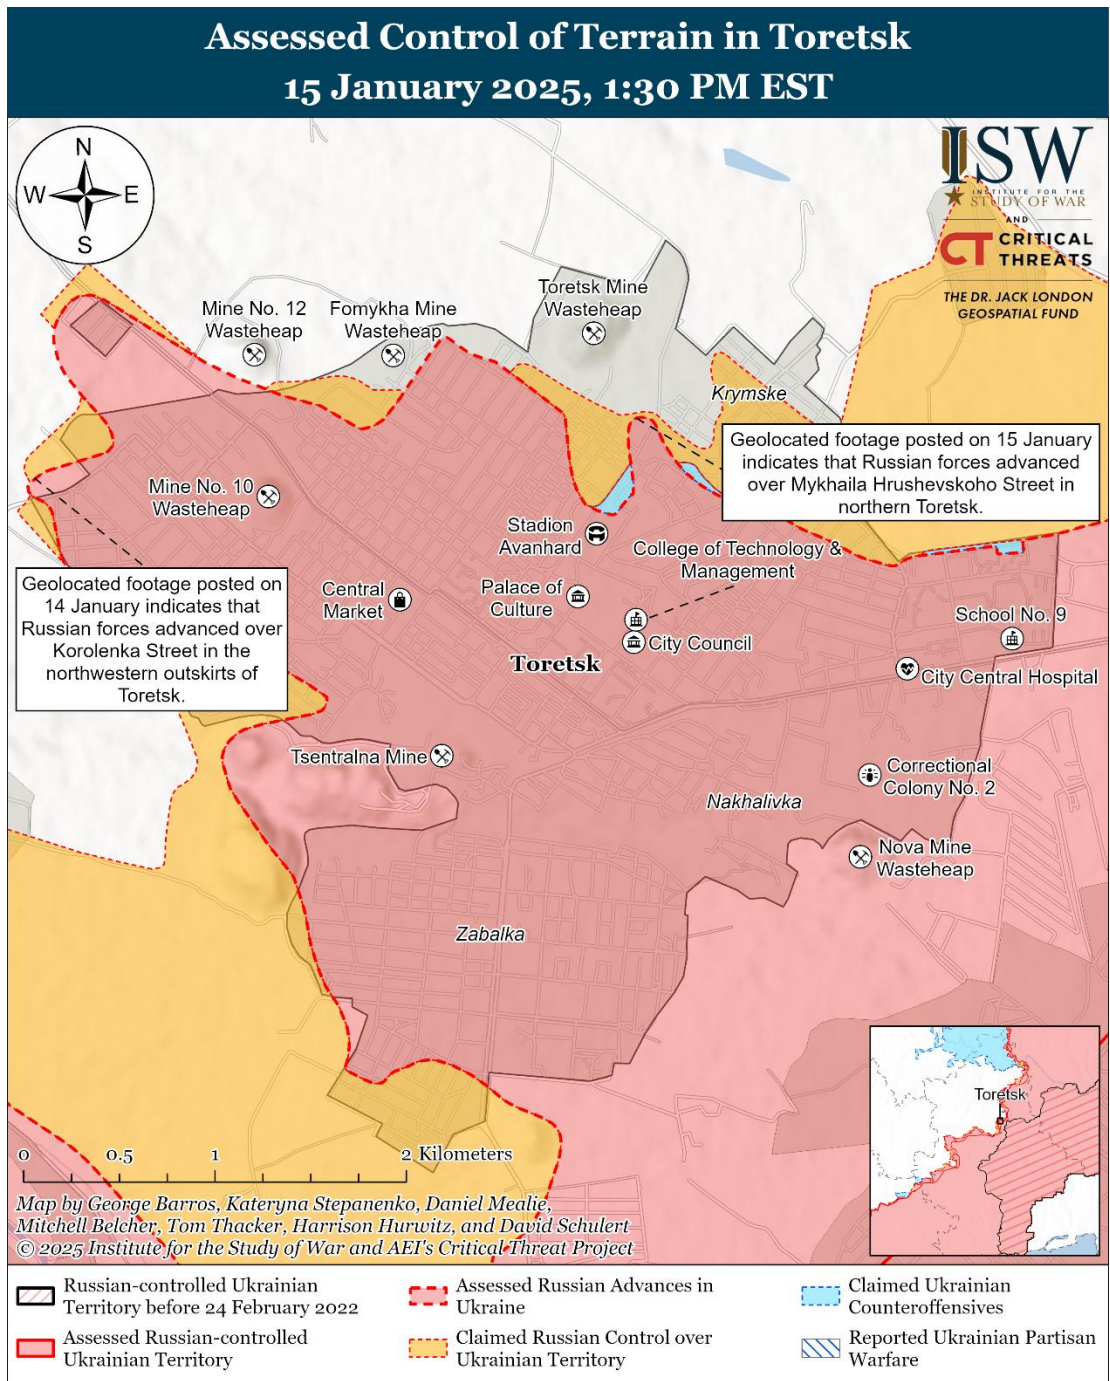 Assessed Control of Terrain in Toretsk
15 January 2025, 1:30 PM EST
N
W
E
S
ISW
INSTITUTE FOR THE
STUDY OF WAR
AND
CT CRITICAL
THREATS
THE DR. JACK LONDON
GEOSPATIAL FUND
Mine No. 12
Wasteheap
Fomykha Mine
Wasteheap
Toretsk Mine
Wasteheap
Krymske
Geolocated footage posted on 15 January
indicates that Russian forces advanced
over Mykhaila Hrushevskoho Street in
northern Toretsk.
Mine No. 10
Wasteheap
Stadion
Avanhard
College of Technology &
Management
Geolocated footage posted on
14 January indicates that
Russian forces advanced over
Korolenka Street in the
northwestern outskirts of
Toretsk.
Central
Market
Palace of
Culture
City Council
School No. 9
Toretsk
City Central Hospital
Tsentralna Mine
Correctional
Colony No. 2
Nakhalivka
Nova Mine
Wasteheap
Zabalka
Toretsk
0 0.5 1 2 Kilometers
Map by George Barros, Kateryna Stepanenko, Daniel Mealie,
Mitchell Belcher, Tom Thacker, Harrison Hurwitz, and David Schulert
© 2025 Institute for the Study of War and AEI's Critical Threat Project
Russian-controlled Ukrainian
Territory before 24 February 2022
Assessed Russian-controlled
Ukrainian Territory
Assessed Russian Advances in
Ukraine
Claimed Russian Control over
Ukrainian Territory
Claimed Ukrainian
Counteroffensives
Reported Ukrainian Partisan
Warfare